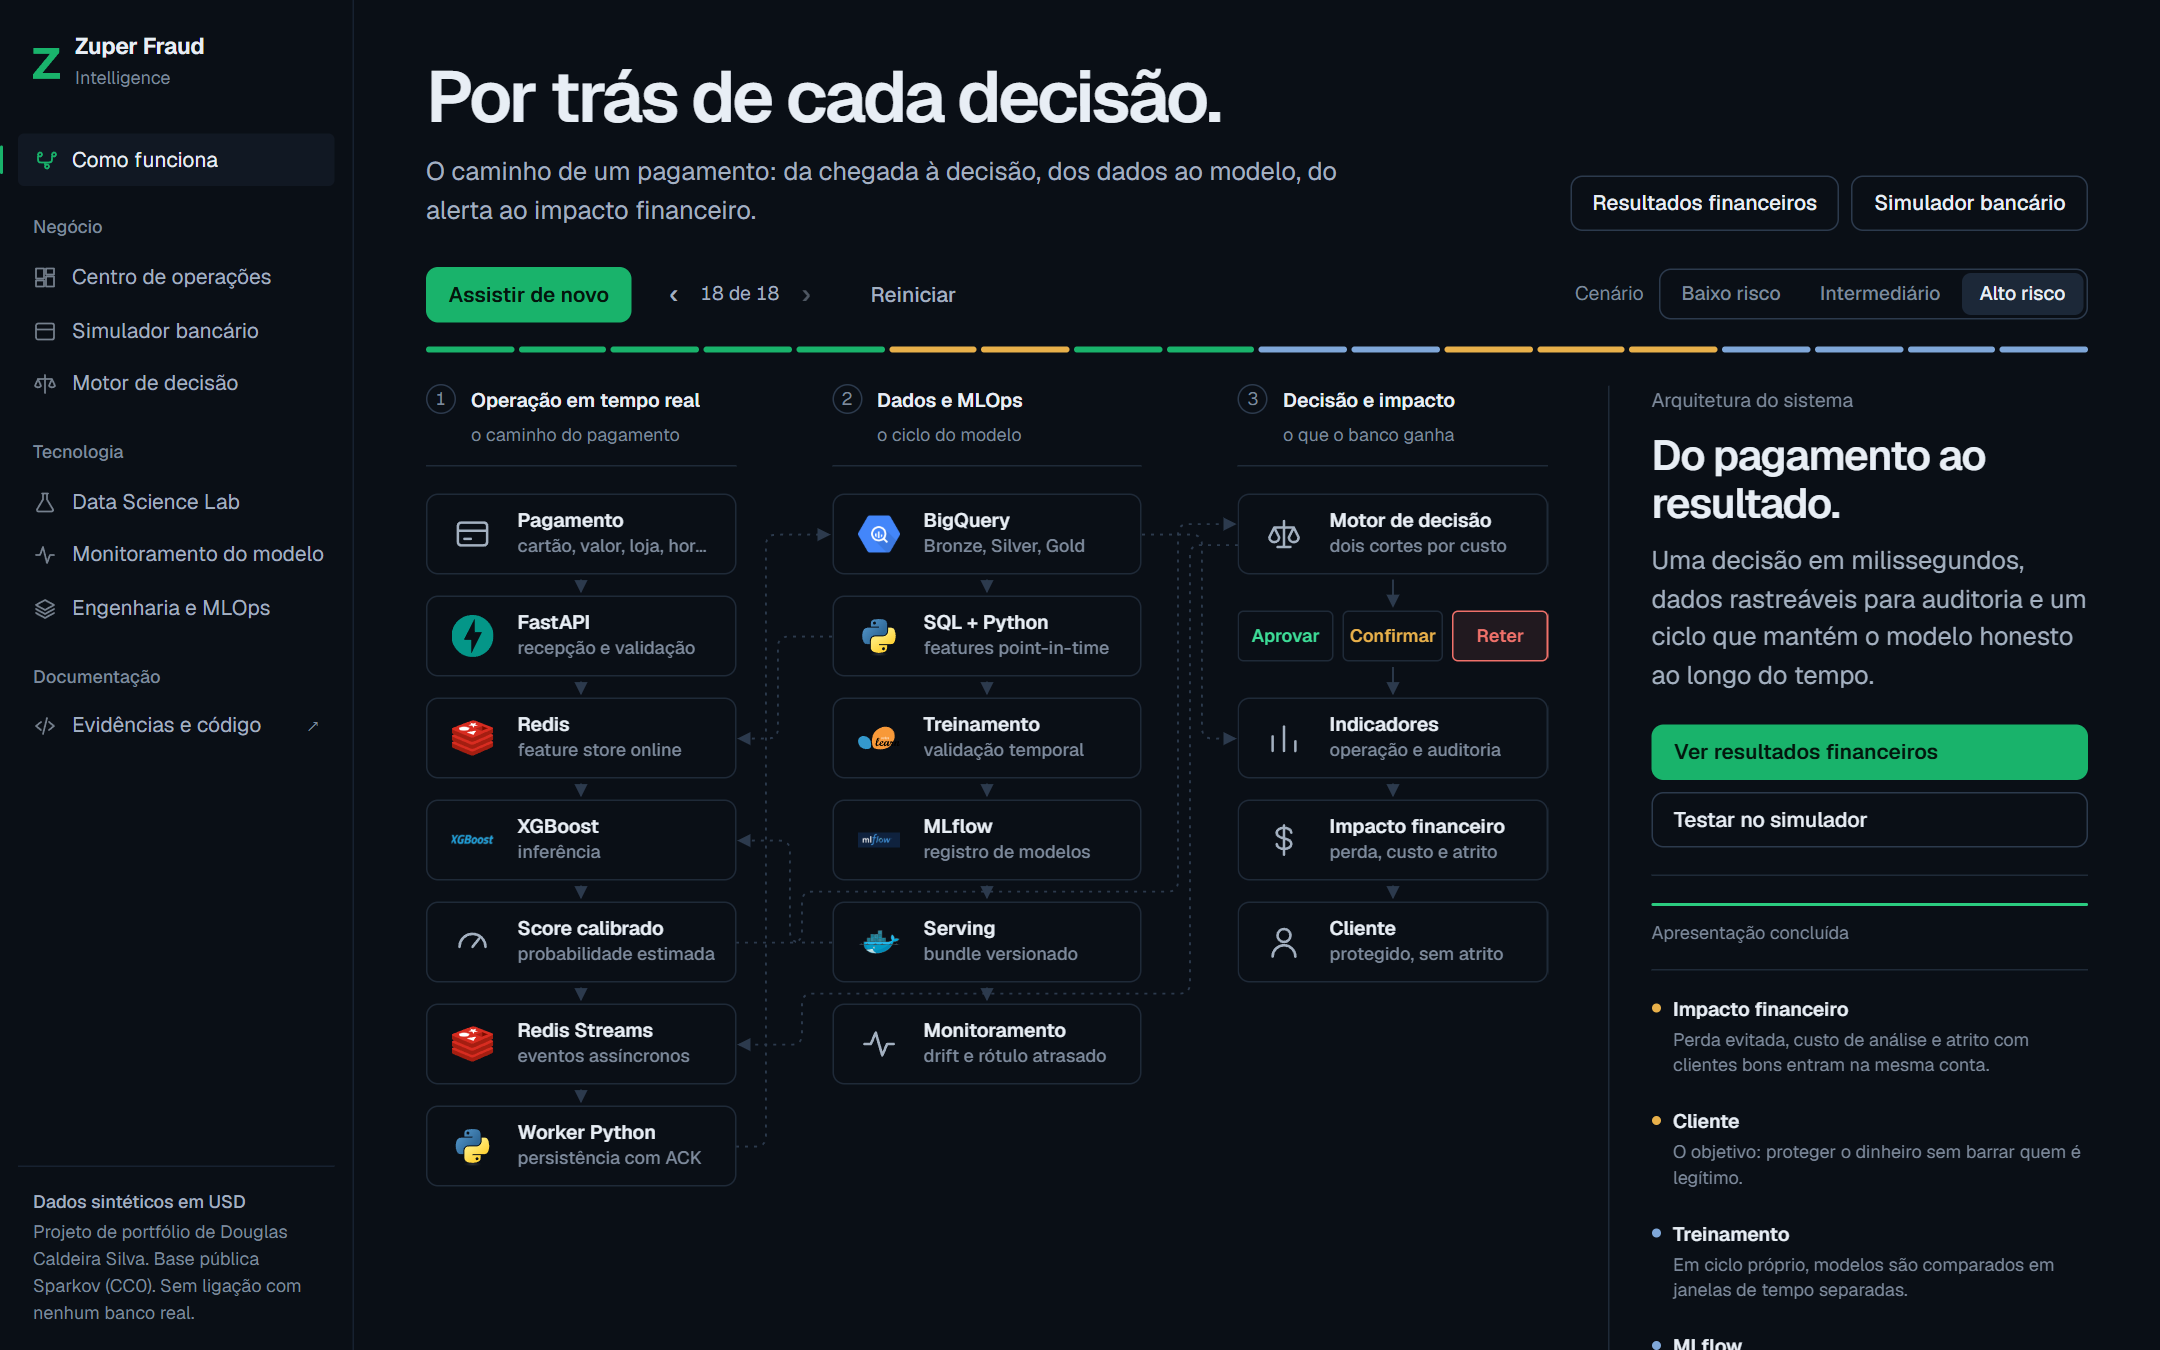 Z
Zuper Fraud
Intelligence
Como funciona
Negócio
Centro de operações
Simulador bancário
Motor de decisão
Tecnologia
Data Science Lab
Monitoramento do modelo
Engenharia e MLOps
Documentação
Evidências e código ↗
Dados sintéticos em USD
Projeto de portfólio de Douglas
Caldeira Silva. Base pública
Sparkov (CC0). Sem ligação com
nenhum banco real.
Por trás de cada decisão.
O caminho de um pagamento: da chegada à decisão, dos dados ao modelo, do
alerta ao impacto financeiro.
Resultados financeiros
Simulador bancário
Assistir de novo
‹ 18 de 18 ›
Reiniciar
Cenário
Baixo risco
Intermediário
Alto risco
1 Operação em tempo real
o caminho do pagamento
Pagamento
cartão, valor, loja, hor...
FastAPI
recepção e validação
Redis
feature store online
XGBoost
XGBoost
inferência
Score calibrado
probabilidade estimada
Redis Streams
eventos assíncronos
Worker Python
persistência com ACK
2 Dados e MLOps
o ciclo do modelo
BigQuery
Bronze, Silver, Gold
SQL + Python
features point-in-time
Treinamento
validação temporal
mlflow
MLflow
registro de modelos
Serving
bundle versionado
Monitoramento
drift e rótulo atrasado
3 Decisão e impacto
o que o banco ganha
Motor de decisão
dois cortes por custo
Aprovar
Confirmar
Reter
Indicadores
operação e auditoria
Impacto financeiro
perda, custo e atrito
Cliente
protegido, sem atrito
Arquitetura do sistema
Do pagamento ao
resultado.
Uma decisão em milissegundos,
dados rastreáveis para auditoria e um
ciclo que mantém o modelo honesto
ao longo do tempo.
Ver resultados financeiros
Testar no simulador
Apresentação concluída
Impacto financeiro
Perda evitada, custo de análise e atrito com
clientes bons entram na mesma conta.
Cliente
O objetivo: proteger o dinheiro sem barrar quem é
legítimo.
Treinamento
Em ciclo próprio, modelos são comparados em
janelas de tempo separadas.
MLflow